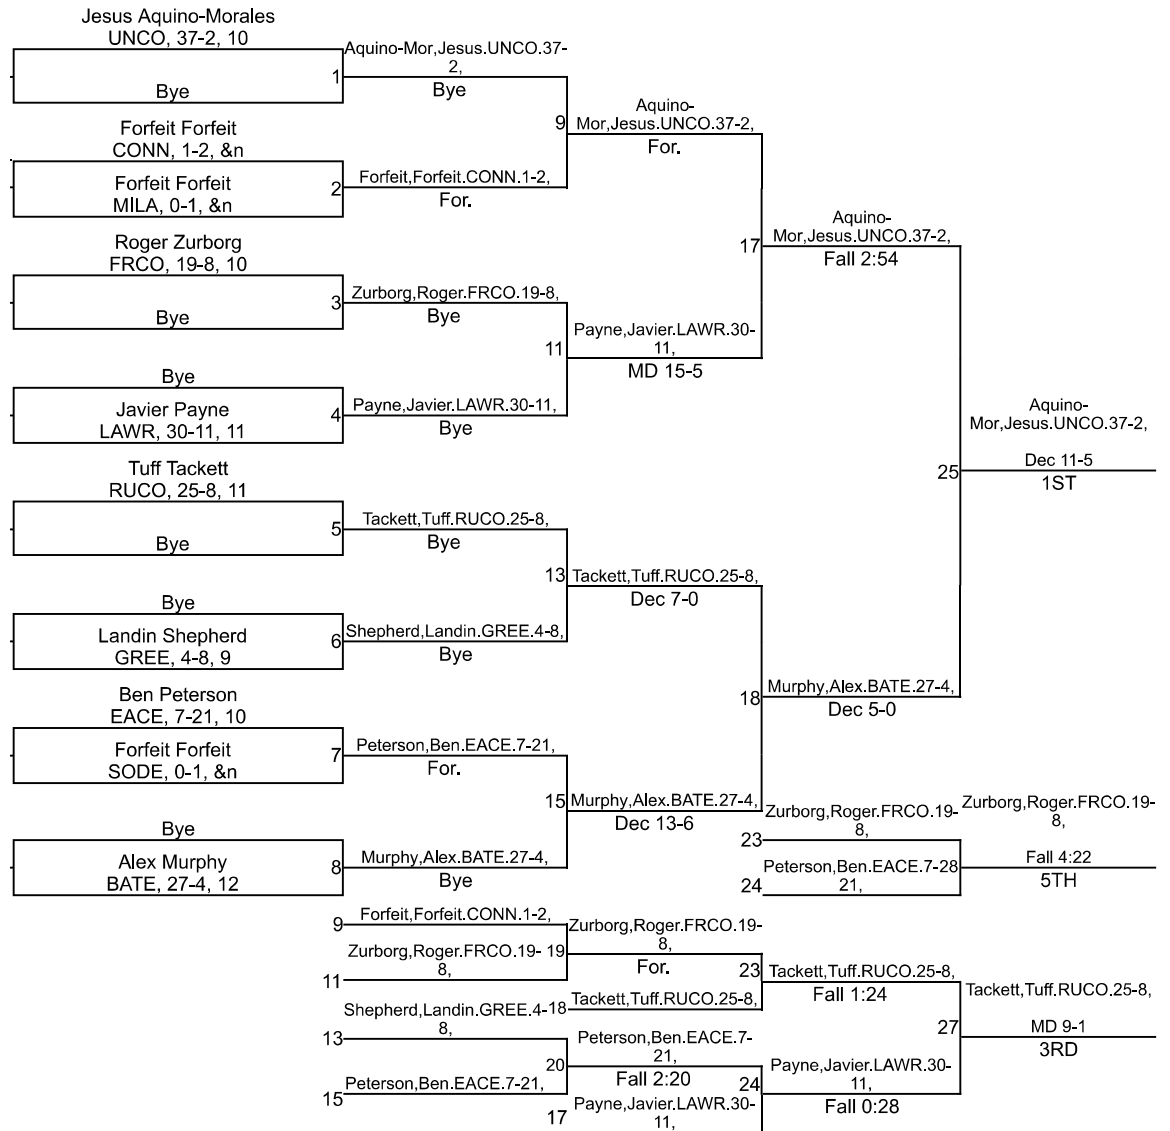 Jesus Aquino-Morales
UNCO, 37-2, 10
1
Bye
Aquino-Mor,Jesus.UNCO.37-
2,
Bye
Forfeit Forfeit
CONN, 1-2, &n
Forfeit Forfeit
MILA, 0-1, &n
2
Forfeit,Forfeit.CONN.1-2,
For.
9
Aquino-
Mor,Jesus.UNCO.37-2,
For.
Roger Zurborg
FRCO, 19-8, 10
3
Bye
Zurborg,Roger.FRCO.19-8,
Bye
11
Payne,Javier.LAWR.30-
11,
MD 15-5
Bye
Javier Payne
LAWR, 30-11, 11
4
Payne,Javier.LAWR.30-11,
Bye
17
Aquino-
Mor,Jesus.UNCO.37-2,
Fall 2:54
Tuff Tackett
RUCO, 25-8, 11
5
Bye
Tackett,Tuff.RUCO.25-8,
Bye
13
Tackett,Tuff.RUCO.25-8,
Dec 7-0
Bye
Landin Shepherd
GREE, 4-8, 9
6
Shepherd,Landin.GREE.4-8,
Bye
25
Aquino-
Mor,Jesus.UNCO.37-2,
Dec 11-5
1ST
Ben Peterson
EACE, 7-21, 10
Forfeit Forfeit
SODE, 0-1, &n
7
Peterson,Ben.EACE.7-21,
For.
18
Murphy,Alex.BATE.27-4,
Dec 5-0
15
Murphy,Alex.BATE.27-4,
Dec 13-6
Bye
Alex Murphy
BATE, 27-4, 12
8
Murphy,Alex.BATE.27-4,
Bye
Zurborg,Roger.FRCO.19-
8,
23
Peterson,Ben.EACE.7-28
21,
24
Zurborg,Roger.FRCO.19-
8,
Fall 4:22
5TH
9
Forfeit,Forfeit.CONN.1-2,
Zurborg,Roger.FRCO.19-
8,
11
19
Zurborg,Roger.FRCO.19-
8,
For.
23
Tackett,Tuff.RUCO.25-8,
Fall 1:24
18
Tackett,Tuff.RUCO.25-8,
Shepherd,Landin.GREE.4-
8,
13
Peterson,Ben.EACE.7-21,
15
20
Peterson,Ben.EACE.7-
21,
Fall 2:20
24
Payne,Javier.LAWR.30-
11,
Fall 0:28
17
Payne,Javier.LAWR.30-
11,
27
Tackett,Tuff.RUCO.25-8,
MD 9-1
3RD